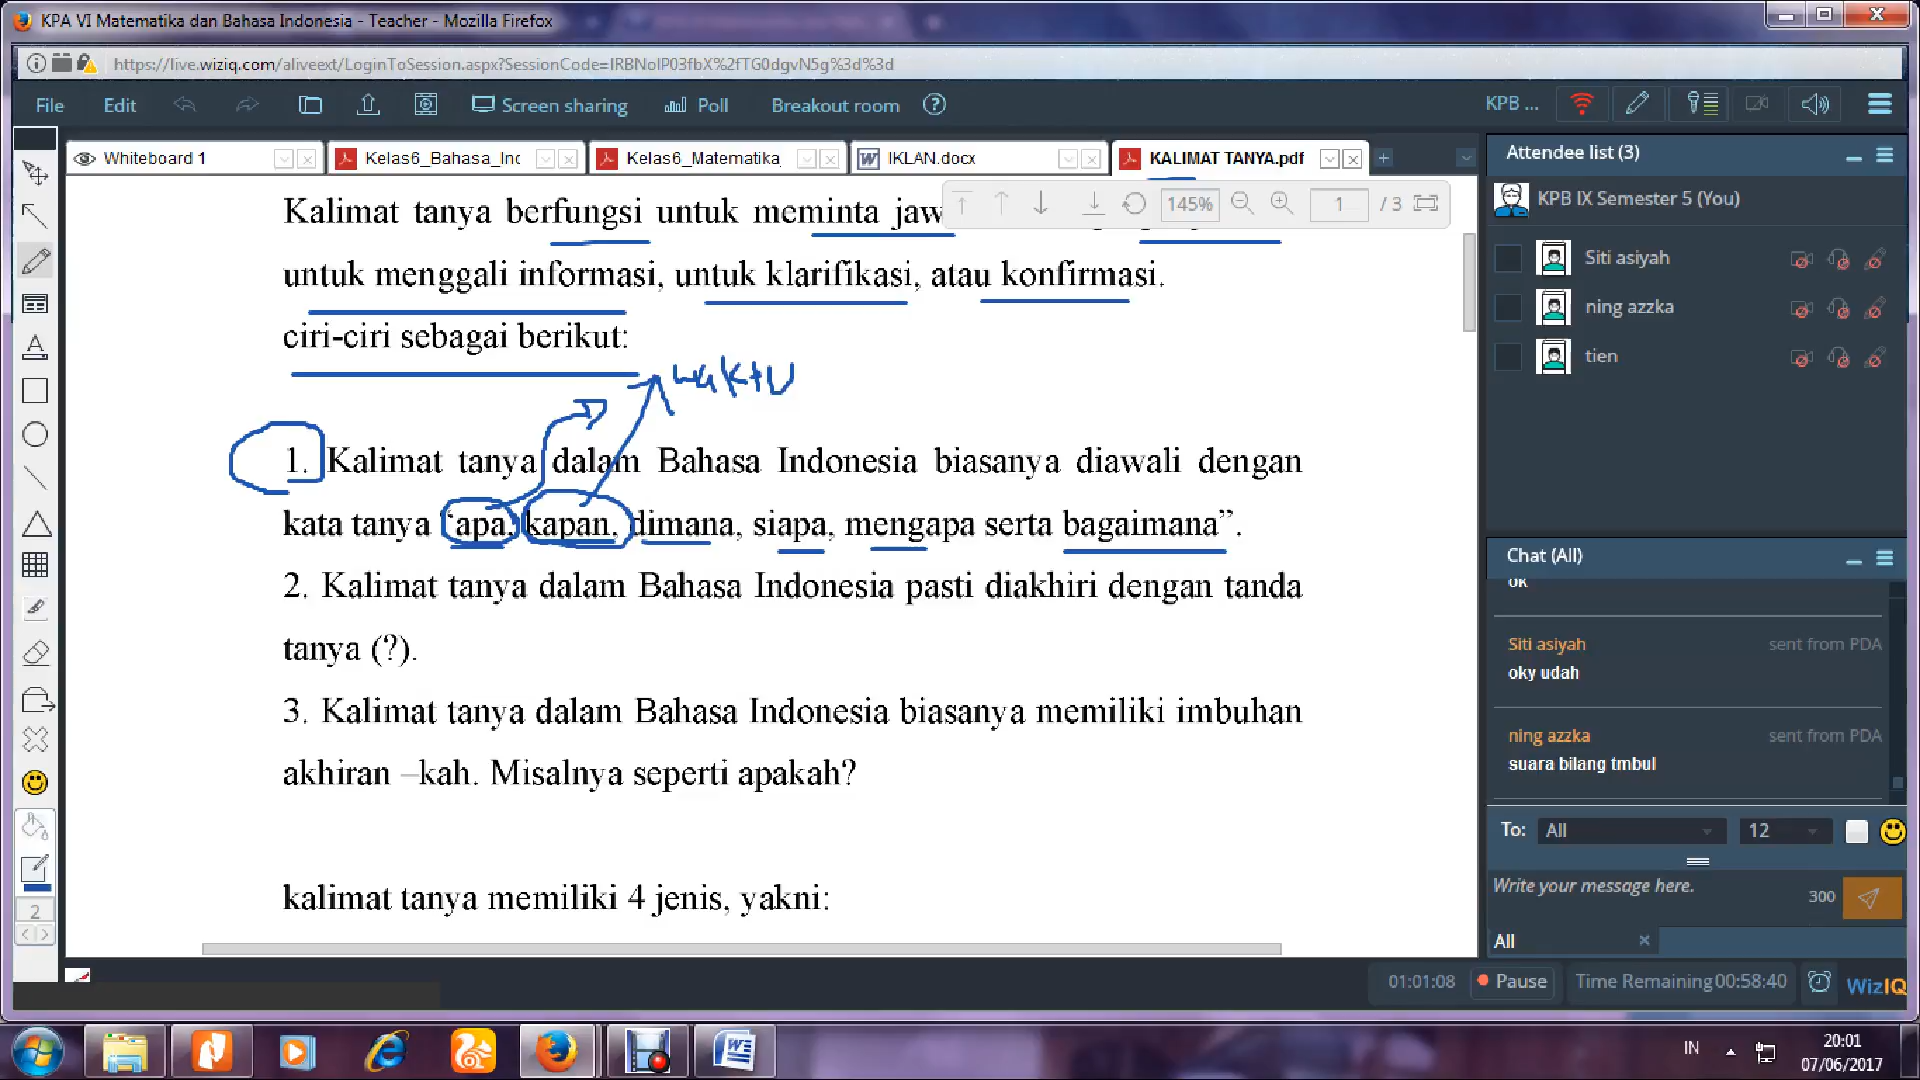 KPA VI Matematika dan Bahasa Indonesia - Teacher - Mozilla Firefox
https://live.wiziq.com/aliveext/LoginToSession.aspx?SessionCode=IRBNoIP03fbX%2fTG0dgvN5g%3d%3d
File Edit Screen sharing Poll Breakout room KPB ...
Whiteboard 1 Kelas6_Bahasa_Inc Kelas6_Matematika_ IKLAN.docx KALIMAT TANYA.pdf
145% 1 / 3
Kalimat tanya berfungsi untuk meminta jaw
untuk menggali informasi, untuk klarifikasi, atau konfirmasi.
ciri-ciri sebagai berikut:
waktu
1. Kalimat tanya dalam Bahasa Indonesia biasanya diawali dengan
kata tanya “apa, kapan, dimana, siapa, mengapa serta bagaimana”.
2. Kalimat tanya dalam Bahasa Indonesia pasti diakhiri dengan tanda
tanya (?).
3. Kalimat tanya dalam Bahasa Indonesia biasanya memiliki imbuhan
akhiran –kah. Misalnya seperti apakah?
kalimat tanya memiliki 4 jenis, yakni:
2
Attendee list (3)
KPB IX Semester 5 (You)
Siti asiyah
ning azzka
tien
Chat (All)
ok
Siti asiyah sent from PDA
oky udah
ning azzka sent from PDA
suara bilang tmbul
To: All 12
Write your message here. 300
All
01:01:08 Pause Time Remaining 00:58:40 WizIQ
IN 20:01
07/06/2017